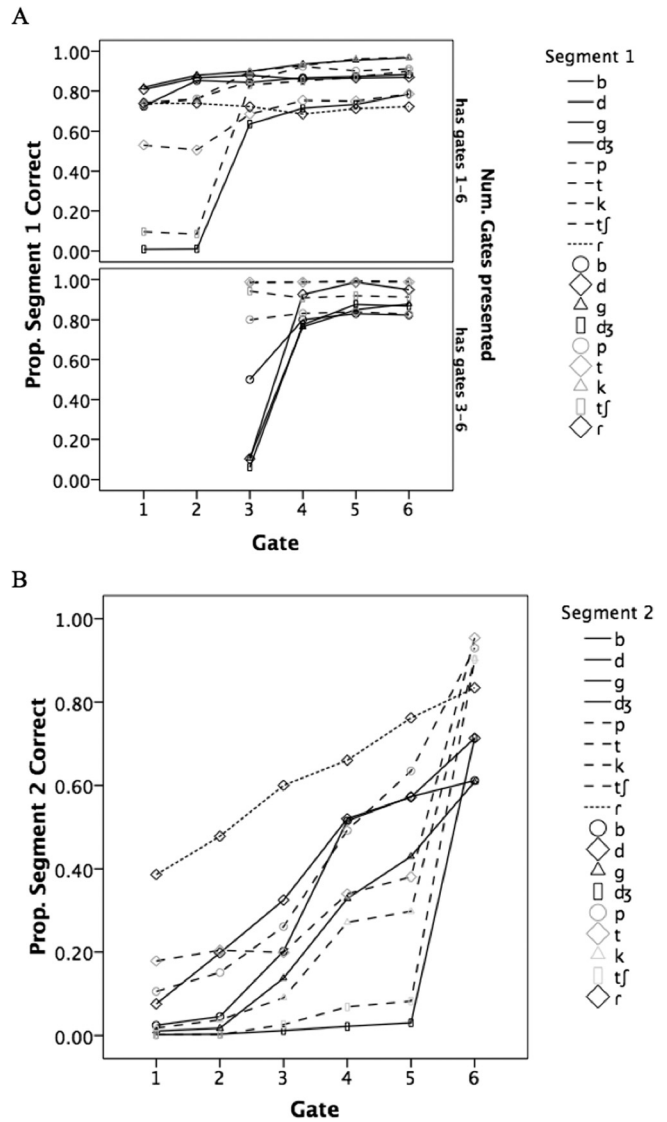 A
Prop. Segment 1 Correct
1.00
0.80
0.60
0.40
0.20
0.00
has gates 1-6
1.00
0.80
0.60
0.40
0.20
0.00
has gates 3-6
Num. Gates presented
1 2 3 4 5 6
Gate
Segment 1
b
d
g
dʒ
p
t
k
tʃ
ɾ
b
d
g
dʒ
p
t
k
tʃ
ɾ
B
Prop. Segment 2 Correct
1.00
0.80
0.60
0.40
0.20
0.00
1 2 3 4 5 6
Gate
Segment 2
b
d
g
dʒ
p
t
k
tʃ
ɾ
b
d
g
dʒ
p
t
k
tʃ
ɾ